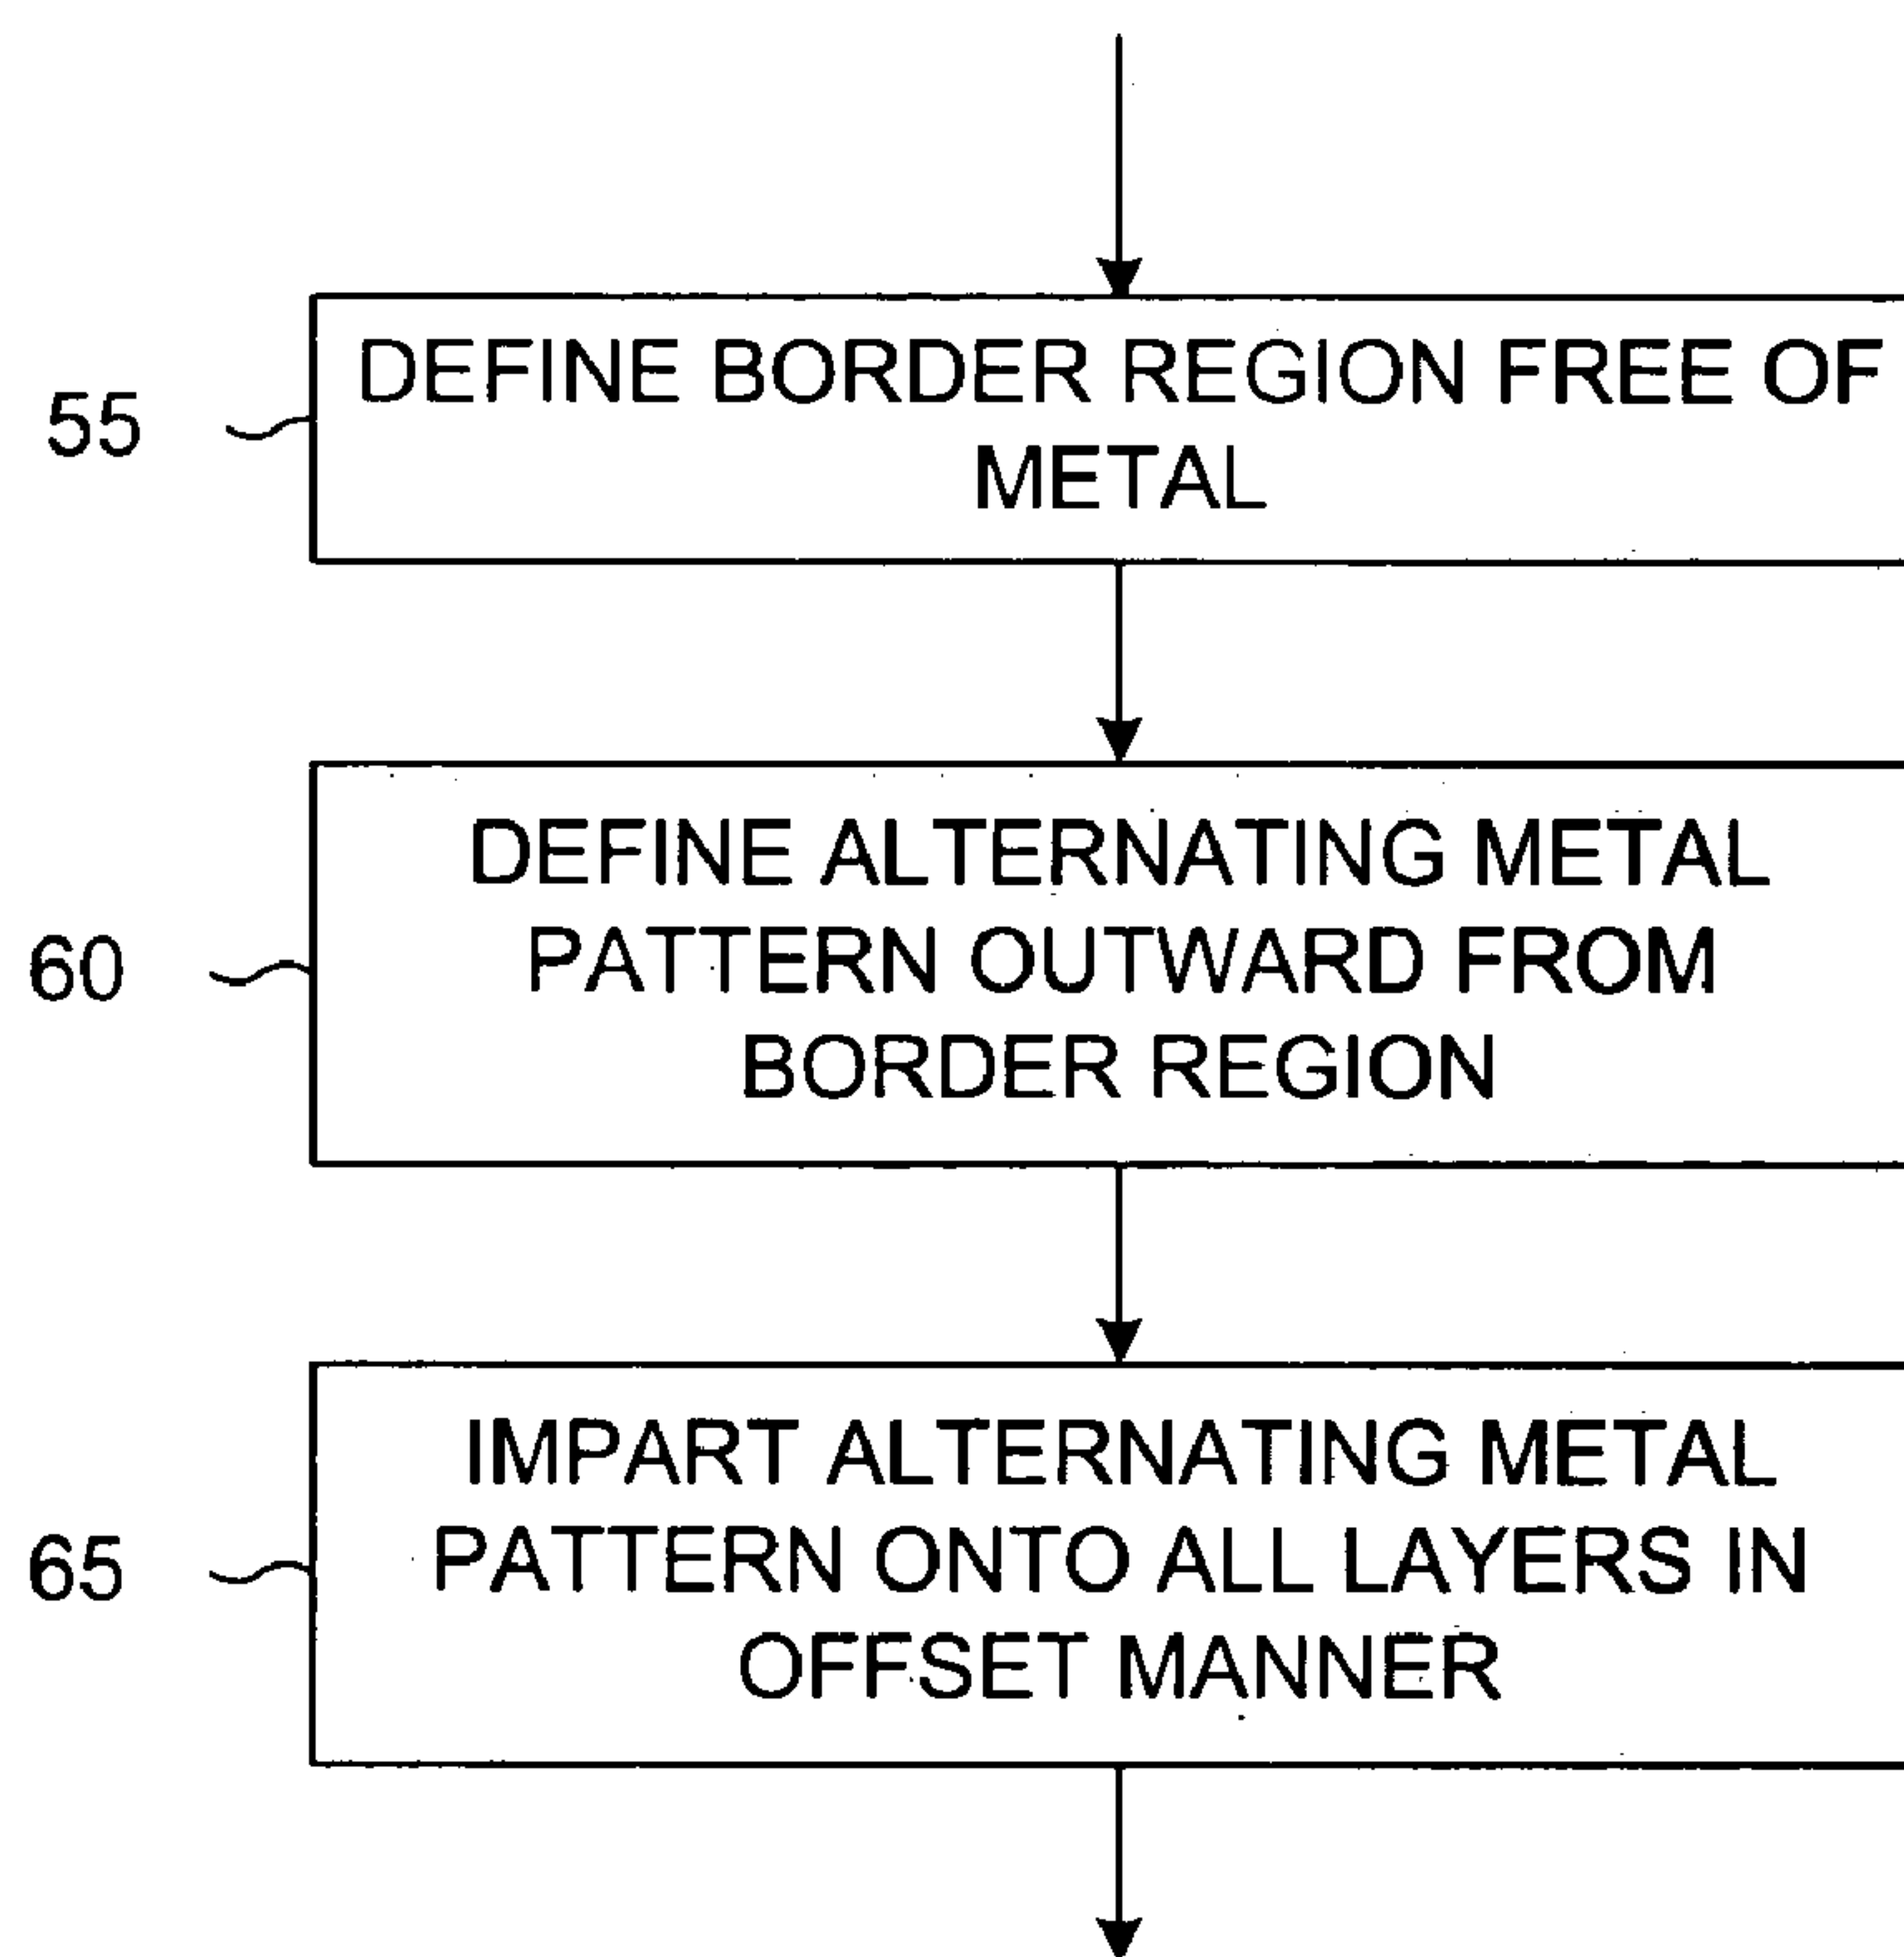 55
DEFINE BORDER REGION FREE OF
METAL
60
DEFINE ALTERNATING METAL
PATTERN OUTWARD FROM
BORDER REGION
65
IMPART ALTERNATING METAL
PATTERN ONTO ALL LAYERS IN
OFFSET MANNER